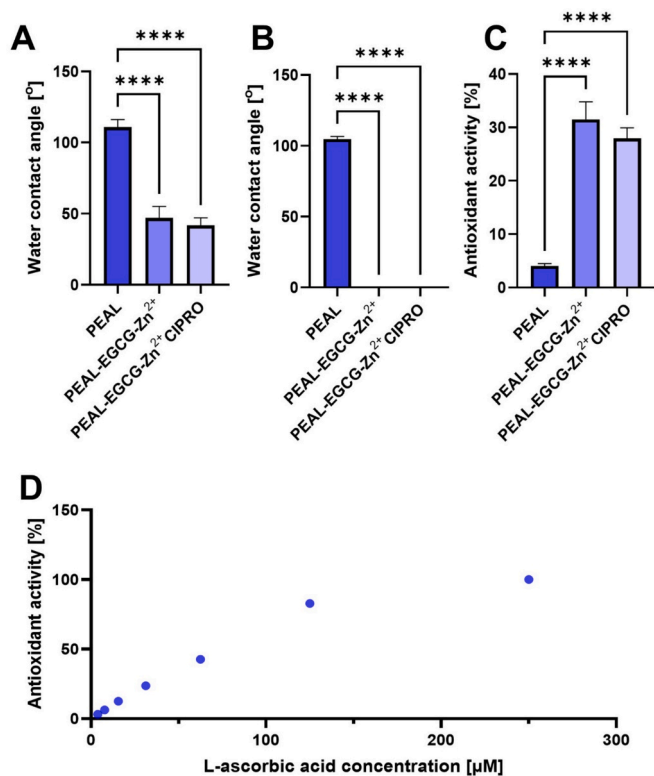 A
****
****
Water contact angle [°]
150
100
50
0
PEAL
PEAL-EGCG-Zn²⁺
PEAL-EGCG-Zn²⁺ CIPRO
B
****
****
Water contact angle [°]
150
100
50
0
PEAL
PEAL-EGCG-Zn²⁺
PEAL-EGCG-Zn²⁺ CIPRO
C
****
****
Antioxidant activity [%]
40
30
20
10
0
PEAL
PEAL-EGCG-Zn²⁺
PEAL-EGCG-Zn²⁺ CIPRO
D
Antioxidant activity [%]
150
100
50
0
0
100
200
300
L-ascorbic acid concentration [µM]